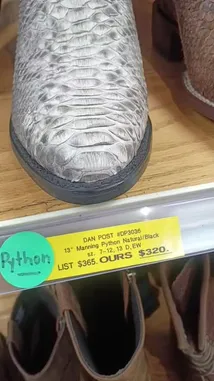 DAN POST #DP3036
13" Manning Python Natural/Black
sz. 7-12, 13 D, EW
LIST $365. OURS $320.
Python